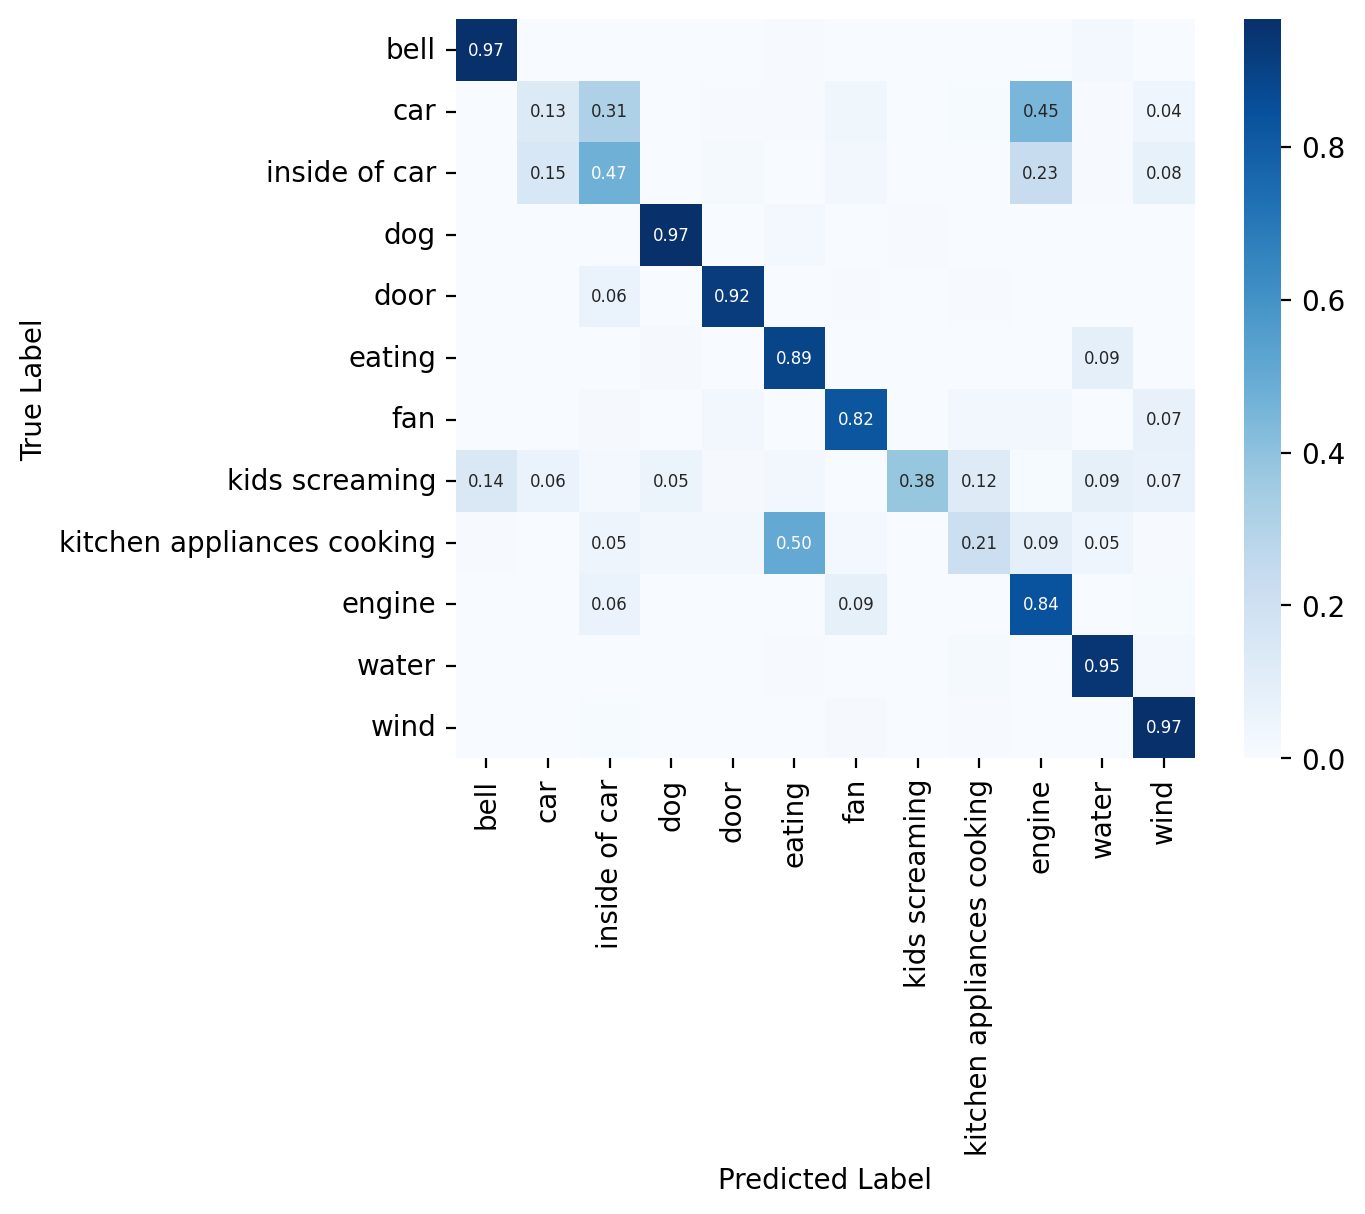 bell
0.97
car
0.13 0.31 0.45 0.04
inside of car
0.15 0.47 0.23 0.08
dog
0.97
door
0.06 0.92
eating
0.89 0.09
fan
0.82 0.07
kids screaming
0.14 0.06 0.05 0.38 0.12 0.09 0.07
kitchen appliances cooking
0.05 0.50 0.21 0.09 0.05
engine
0.06 0.09 0.84
water
0.95
wind
0.97
True Label
bell
car
inside of car
dog
door
eating
fan
kids screaming
kitchen appliances cooking
engine
water
wind
Predicted Label
0.8
0.6
0.4
0.2
0.0